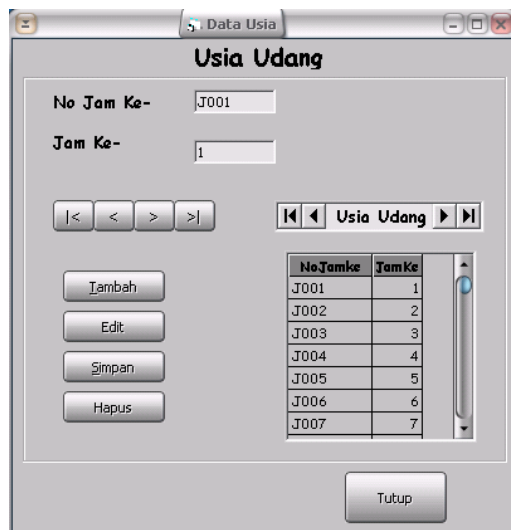 Data Usia
Usia Udang
No Jam Ke-
J001
Jam Ke-
1
|< < > >|
Usia Udang
Tambah
Edit
Simpan
Hapus
NoJamke JamKe
J001 1
J002 2
J003 3
J004 4
J005 5
J006 6
J007 7
Tutup